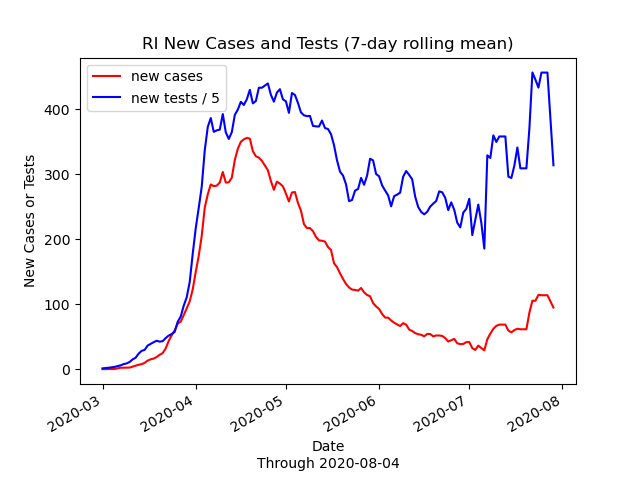 RI New Cases and Tests (7-day rolling mean)
new cases
new tests / 5
New Cases or Tests
400
300
200
100
0
2020-03
2020-04
2020-05
2020-06
2020-07
2020-08
Date
Through 2020-08-04